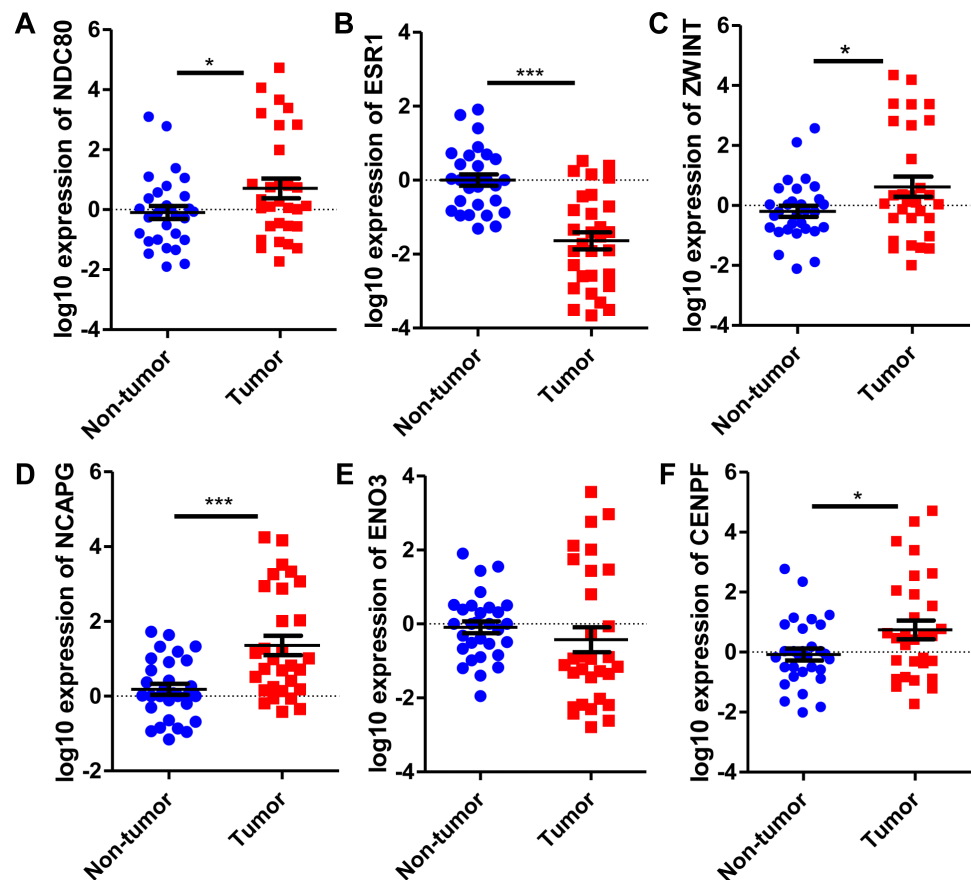 A
log10 expression of NDC80
6
4
2
0
-2
-4
*
Non-tumor
Tumor
B
log10 expression of ESR1
4
2
0
-2
-4
***
Non-tumor
Tumor
C
log10 expression of ZWINT
6
4
2
0
-2
-4
*
Non-tumor
Tumor
D
log10 expression of NCAPG
6
4
2
0
-2
***
Non-tumor
Tumor
E
log10 expression of ENO3
4
2
0
-2
-4
Non-tumor
Tumor
F
log10 expression of CENPF
6
4
2
0
-2
-4
*
Non-tumor
Tumor